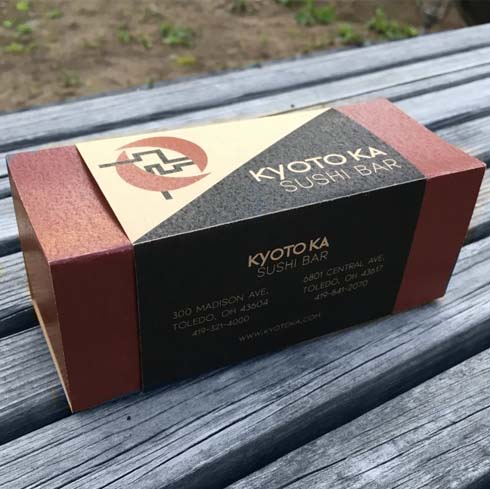 KYOTO KA
SUSHI BAR
KYOTO KA
SUSHI BAR
300 MADISON AVE.
TOLEDO, OH 43604
419-321-4000
6801 CENTRAL AVE.
TOLEDO, OH 43617
419-841-2070
WWW.KYOTOKA.COM